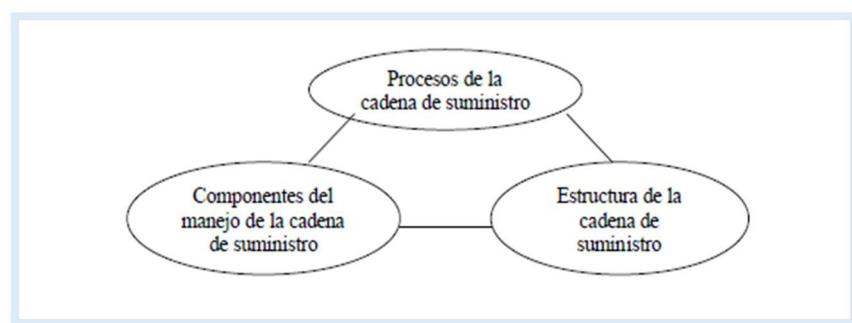 Procesos de la
cadena de suministro
Componentes del
manejo de la cadena
de suministro
Estructura de la
cadena de
suministro